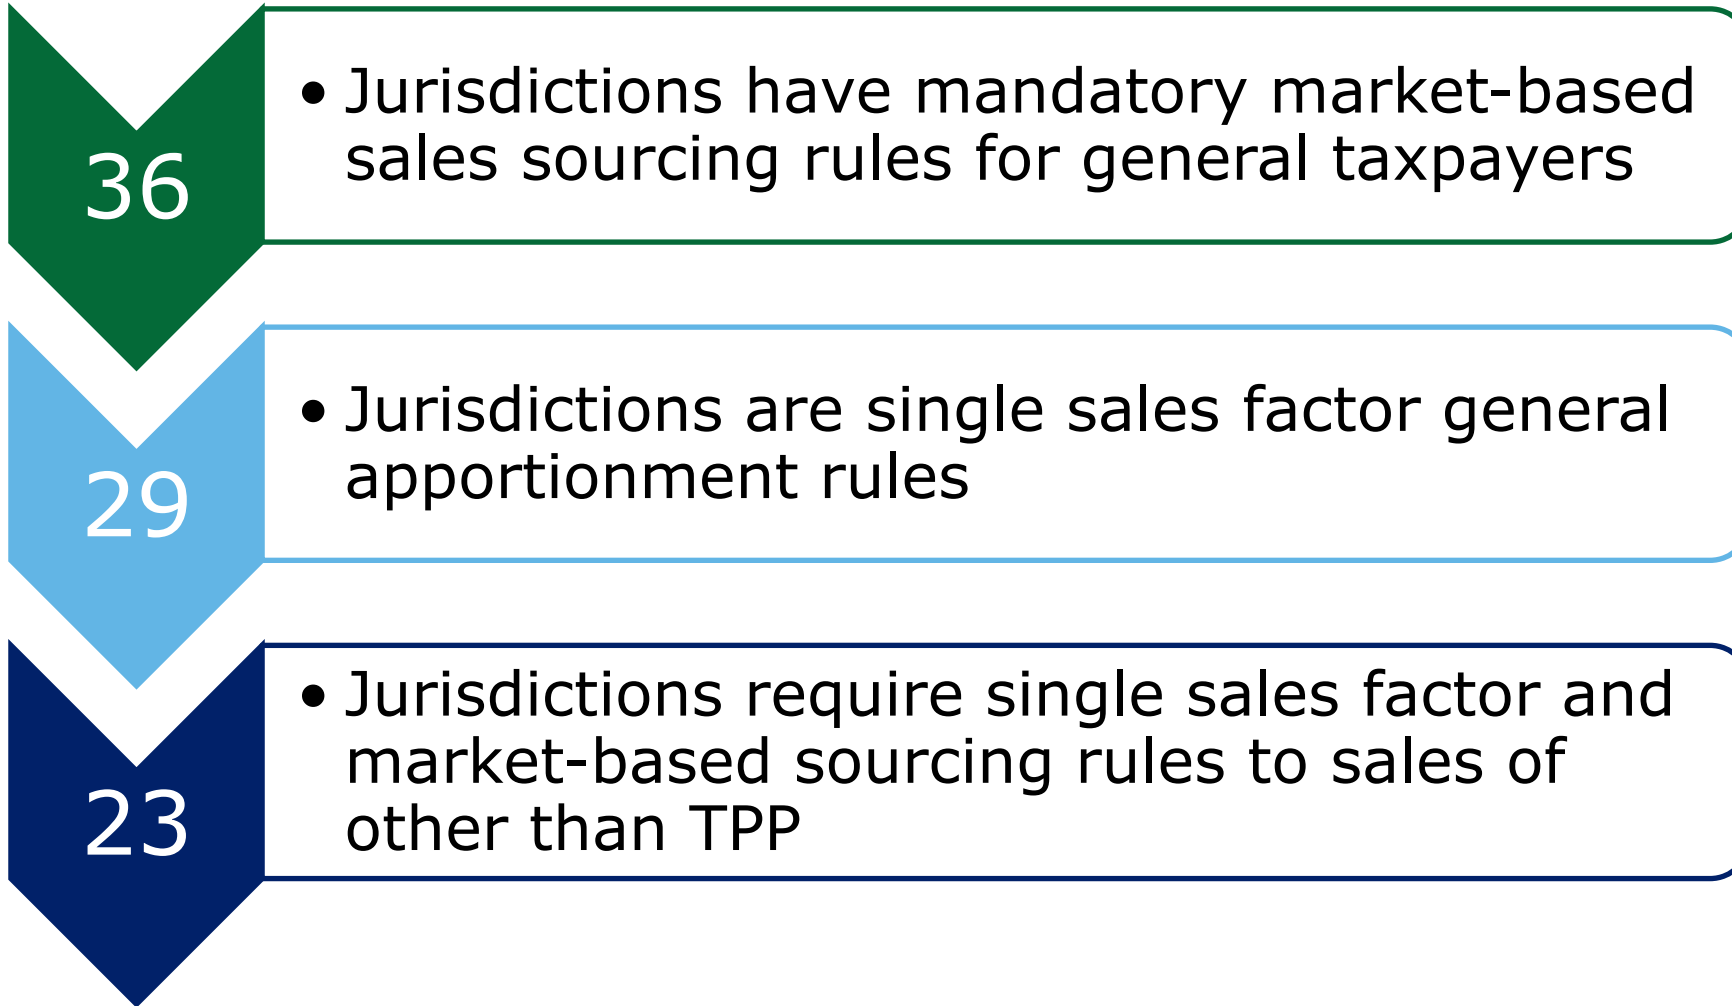 36
• Jurisdictions have mandatory market-based
sales sourcing rules for general taxpayers
29
• Jurisdictions are single sales factor general
apportionment rules
23
• Jurisdictions require single sales factor and
market-based sourcing rules to sales of
other than TPP